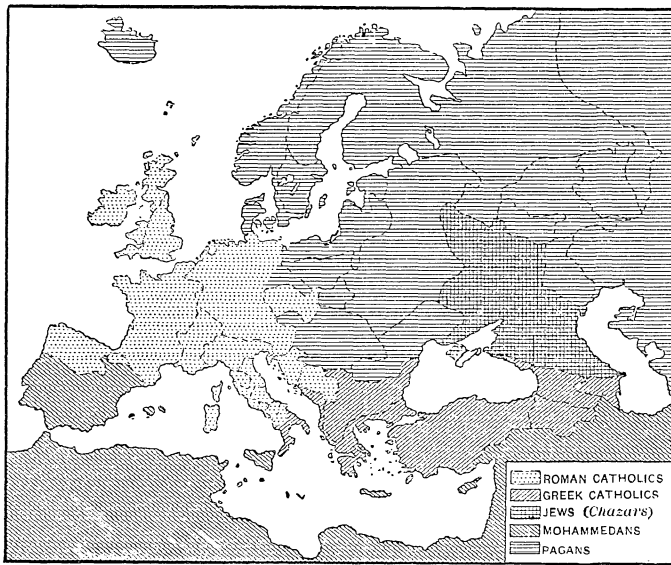 ROMAN CATHOLICS
GREEK CATHOLICS
JEWS (Chazars)
MOHAMMEDANS
PAGANS